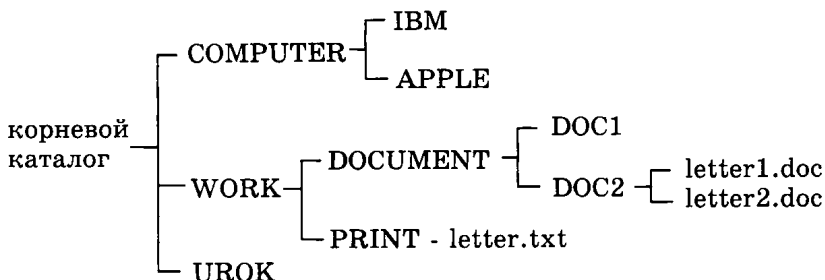 IBM
COMPUTER
APPLE
корневой
каталог
DOC1
DOCUMENT
letter1.doc
WORK
DOC2
letter2.doc
PRINT - letter.txt
UROK